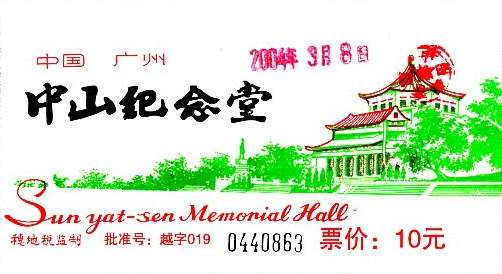 中国 广州
2004年3月8日
中山纪念堂
Sun yat-sen Memorial Hall
穗地税监制 批准号：越字019 0440863 票价：10元